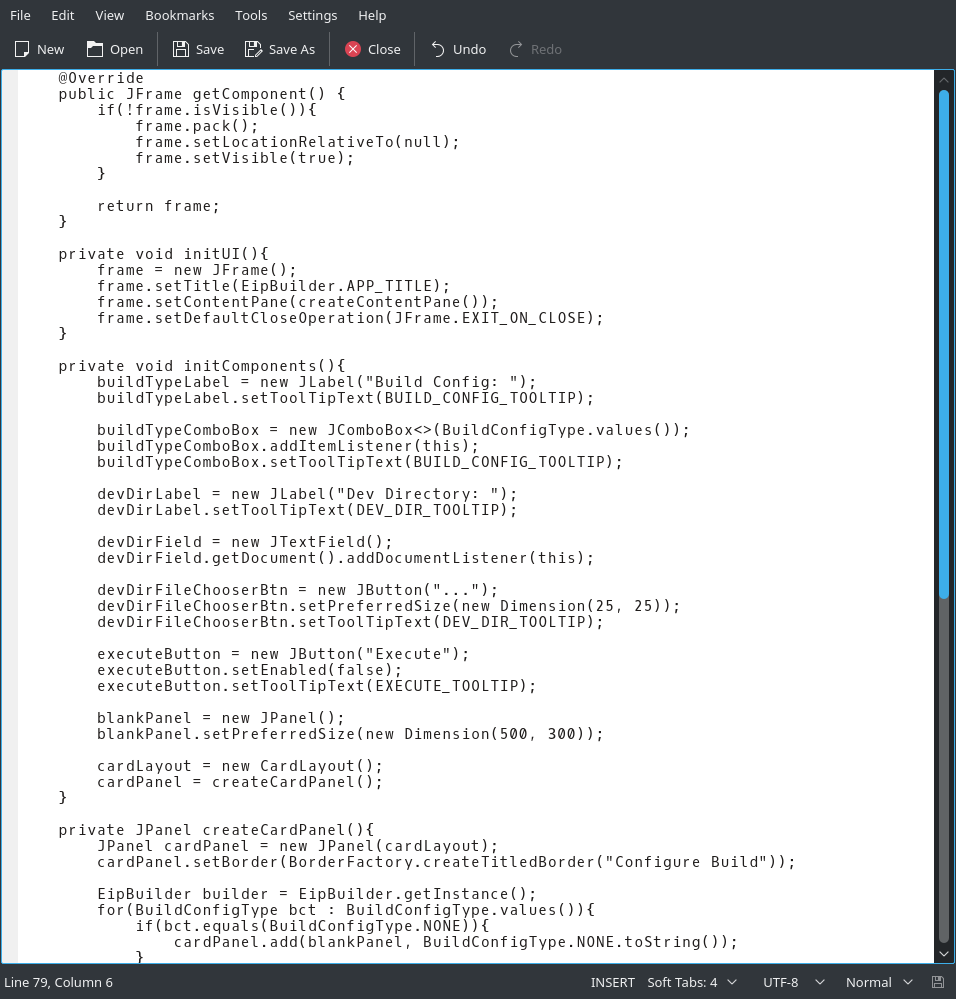 File Edit View Bookmarks Tools Settings Help
New Open Save Save As Close Undo Redo
@Override
public JFrame getComponent() {
if(!frame.isVisible()){
frame.pack();
frame.setLocationRelativeTo(null);
frame.setVisible(true);
}
return frame;
}
private void initUI(){
frame = new JFrame();
frame.setTitle(EipBuilder.APP_TITLE);
frame.setContentPane(createContentPane());
frame.setDefaultCloseOperation(JFrame.EXIT_ON_CLOSE);
}
private void initComponents(){
buildTypeLabel = new JLabel("Build Config: ");
buildTypeLabel.setToolTipText(BUILD_CONFIG_TOOLTIP);
buildTypeComboBox = new JComboBox<>(BuildConfigType.values());
buildTypeComboBox.addItemListener(this);
buildTypeComboBox.setToolTipText(BUILD_CONFIG_TOOLTIP);
devDirLabel = new JLabel("Dev Directory: ");
devDirLabel.setToolTipText(DEV_DIR_TOOLTIP);
devDirField = new JTextField();
devDirField.getDocument().addDocumentListener(this);
devDirFileChooserBtn = new JButton("...");
devDirFileChooserBtn.setPreferredSize(new Dimension(25, 25));
devDirFileChooserBtn.setToolTipText(DEV_DIR_TOOLTIP);
executeButton = new JButton("Execute");
executeButton.setEnabled(false);
executeButton.setToolTipText(EXECUTE_TOOLTIP);
blankPanel = new JPanel();
blankPanel.setPreferredSize(new Dimension(500, 300));
cardLayout = new CardLayout();
cardPanel = createCardPanel();
}
private JPanel createCardPanel(){
JPanel cardPanel = new JPanel(cardLayout);
cardPanel.setBorder(BorderFactory.createTitledBorder("Configure Build"));
EipBuilder builder = EipBuilder.getInstance();
for(BuildConfigType bct : BuildConfigType.values()){
if(bct.equals(BuildConfigType.NONE)){
cardPanel.add(blankPanel, BuildConfigType.NONE.toString());
}
Line 79, Column 6 INSERT Soft Tabs: 4 UTF-8 Normal